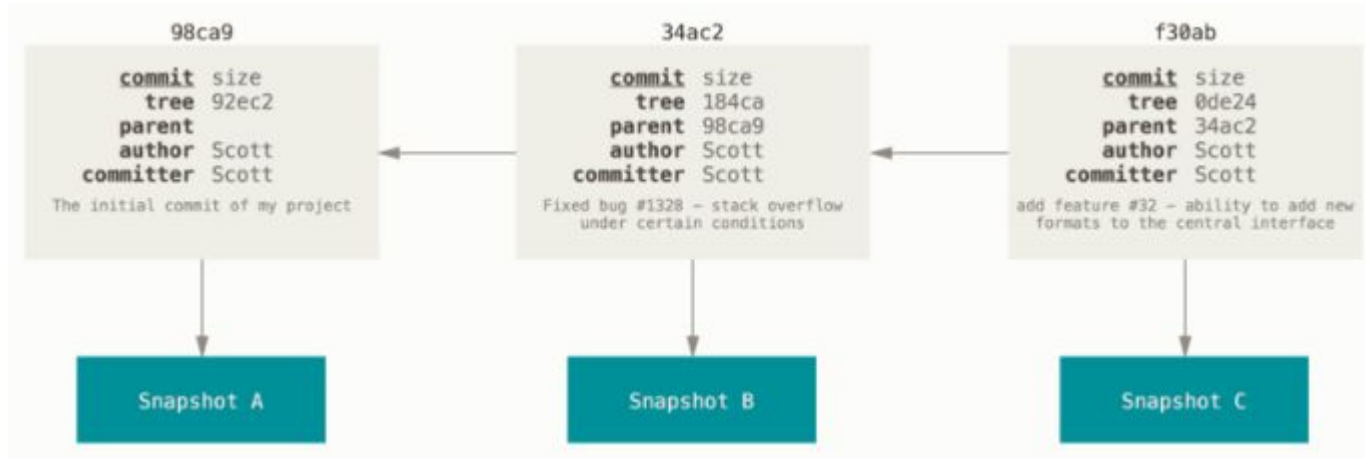 98ca9
commit size
tree 92ec2
parent
author Scott
committer Scott
The initial commit of my project
Snapshot A
34ac2
commit size
tree 184ca
parent 98ca9
author Scott
committer Scott
Fixed bug #1328 – stack overflow
under certain conditions
Snapshot B
f30ab
commit size
tree 0de24
parent 34ac2
author Scott
committer Scott
add feature #32 – ability to add new
formats to the central interface
Snapshot C